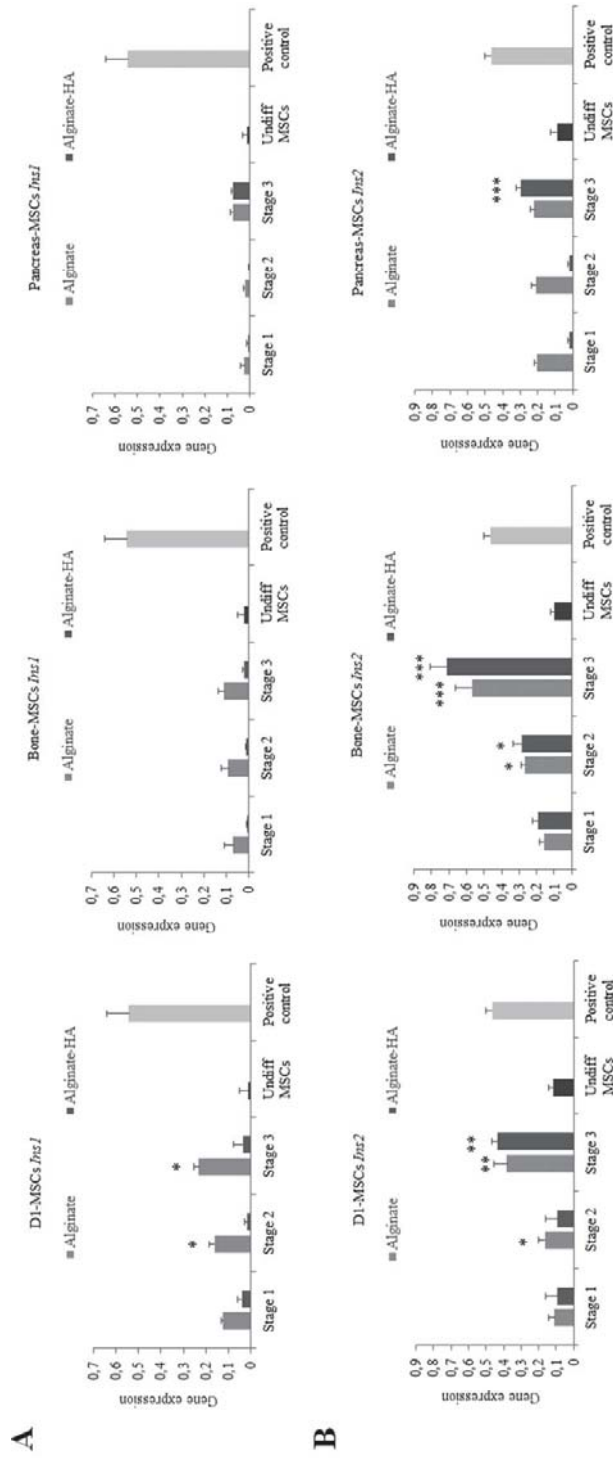 A
D1-MSCs Ins1
Alginate Alginate-HA
Gene expression
0,7
0,6
0,5
0,4
0,3
0,2
0,1
0
* *
Stage 1 Stage 2 Stage 3 Undiff MSCs Positive control
Bone-MSCs Ins1
Alginate Alginate-HA
Gene expression
0,7
0,6
0,5
0,4
0,3
0,2
0,1
0
Stage 1 Stage 2 Stage 3 Undiff MSCs Positive control
Pancreas-MSCs Ins1
Alginate Alginate-HA
Gene expression
0,7
0,6
0,5
0,4
0,3
0,2
0,1
0
Stage 1 Stage 2 Stage 3 Undiff MSCs Positive control
B
D1-MSCs Ins2
Alginate Alginate-HA
Gene expression
0,9
0,8
0,7
0,6
0,5
0,4
0,3
0,2
0,1
0
* ** **
Stage 1 Stage 2 Stage 3 Undiff MSCs Positive control
Bone-MSCs Ins2
Alginate Alginate-HA
Gene expression
0,9
0,8
0,7
0,6
0,5
0,4
0,3
0,2
0,1
0
* * *** ***
Stage 1 Stage 2 Stage 3 Undiff MSCs Positive control
Pancreas-MSCs Ins2
Alginate Alginate-HA
Gene expression
0,9
0,8
0,7
0,6
0,5
0,4
0,3
0,2
0,1
0
***
Stage 1 Stage 2 Stage 3 Undiff MSCs Positive control